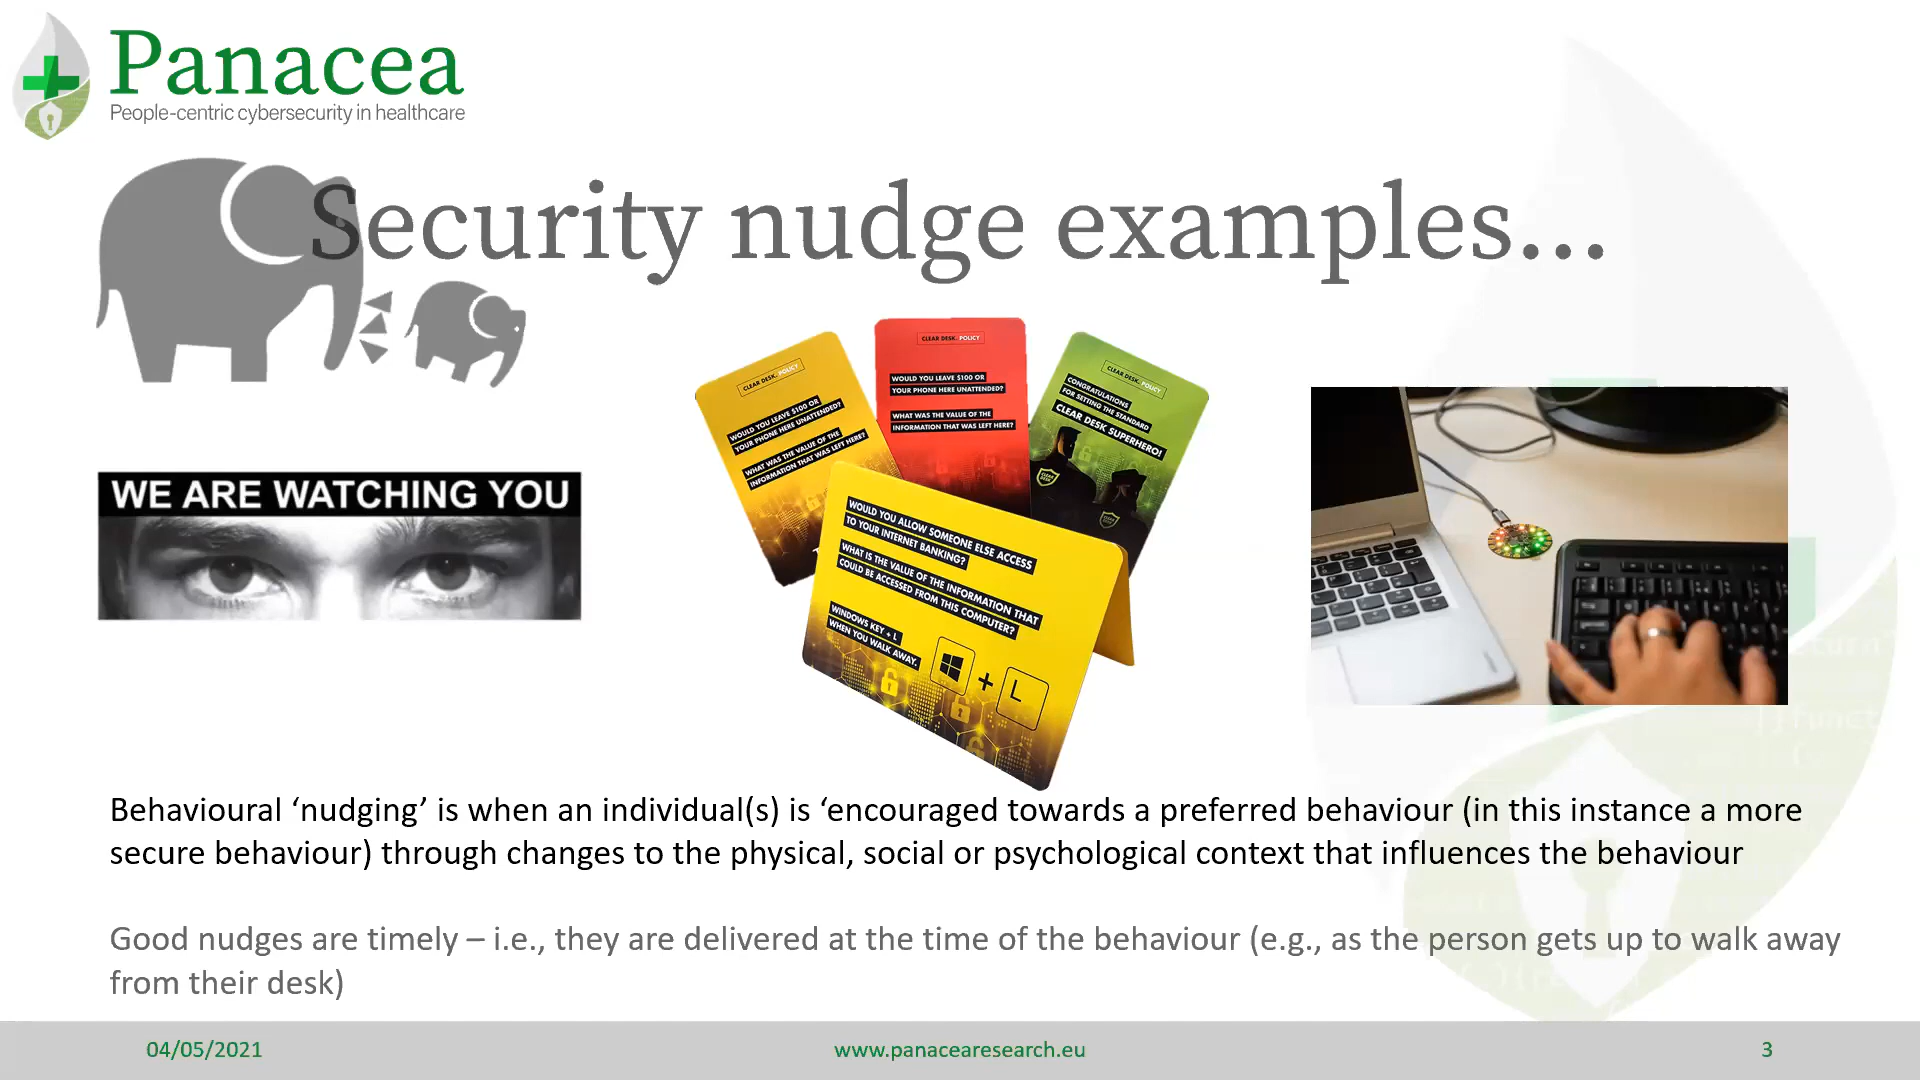 Panacea
People-centric cybersecurity in healthcare
Security nudge examples...
WE ARE WATCHING YOU
CLEAR DESK. POLICY
WOULD YOU LEAVE $100 OR
YOUR PHONE HERE UNATTENDED?
WHAT WAS THE VALUE OF THE
INFORMATION THAT WAS LEFT HERE?
CLEAR DESK. POLICY
WOULD YOU LEAVE $100 OR
YOUR PHONE HERE UNATTENDED?
WHAT WAS THE VALUE OF THE
INFORMATION THAT WAS LEFT HERE?
CLEAR DESK. POLICY
CONGRATULATIONS
FOR SETTING THE STANDARD
CLEAR DESK SUPERHERO!
WOULD YOU ALLOW SOMEONE ELSE ACCESS
TO YOUR INTERNET BANKING?
WHAT IS THE VALUE OF THE INFORMATION THAT
COULD BE ACCESSED FROM THIS COMPUTER?
WINDOWS KEY + L
WHEN YOU WALK AWAY.
+ L
Behavioural ‘nudging’ is when an individual(s) is ‘encouraged towards a preferred behaviour (in this instance a more
secure behaviour) through changes to the physical, social or psychological context that influences the behaviour
Good nudges are timely – i.e., they are delivered at the time of the behaviour (e.g., as the person gets up to walk away
from their desk)
04/05/2021
www.panacearesearch.eu
3